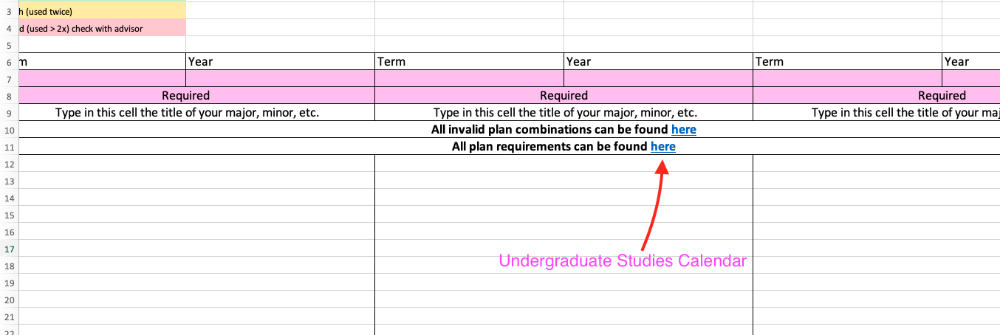 3 h (used twice)
4 d (used > 2x) check with advisor
5
6 m Year Term Year Term Year
7
8 Required Required Required
9 Type in this cell the title of your major, minor, etc. Type in this cell the title of your major, minor, etc. Type in this cell the title of your maj
10 All invalid plan combinations can be found here
11 All plan requirements can be found here
12
13
14
15
16
17
Undergraduate Studies Calendar
18
19
20
21
22